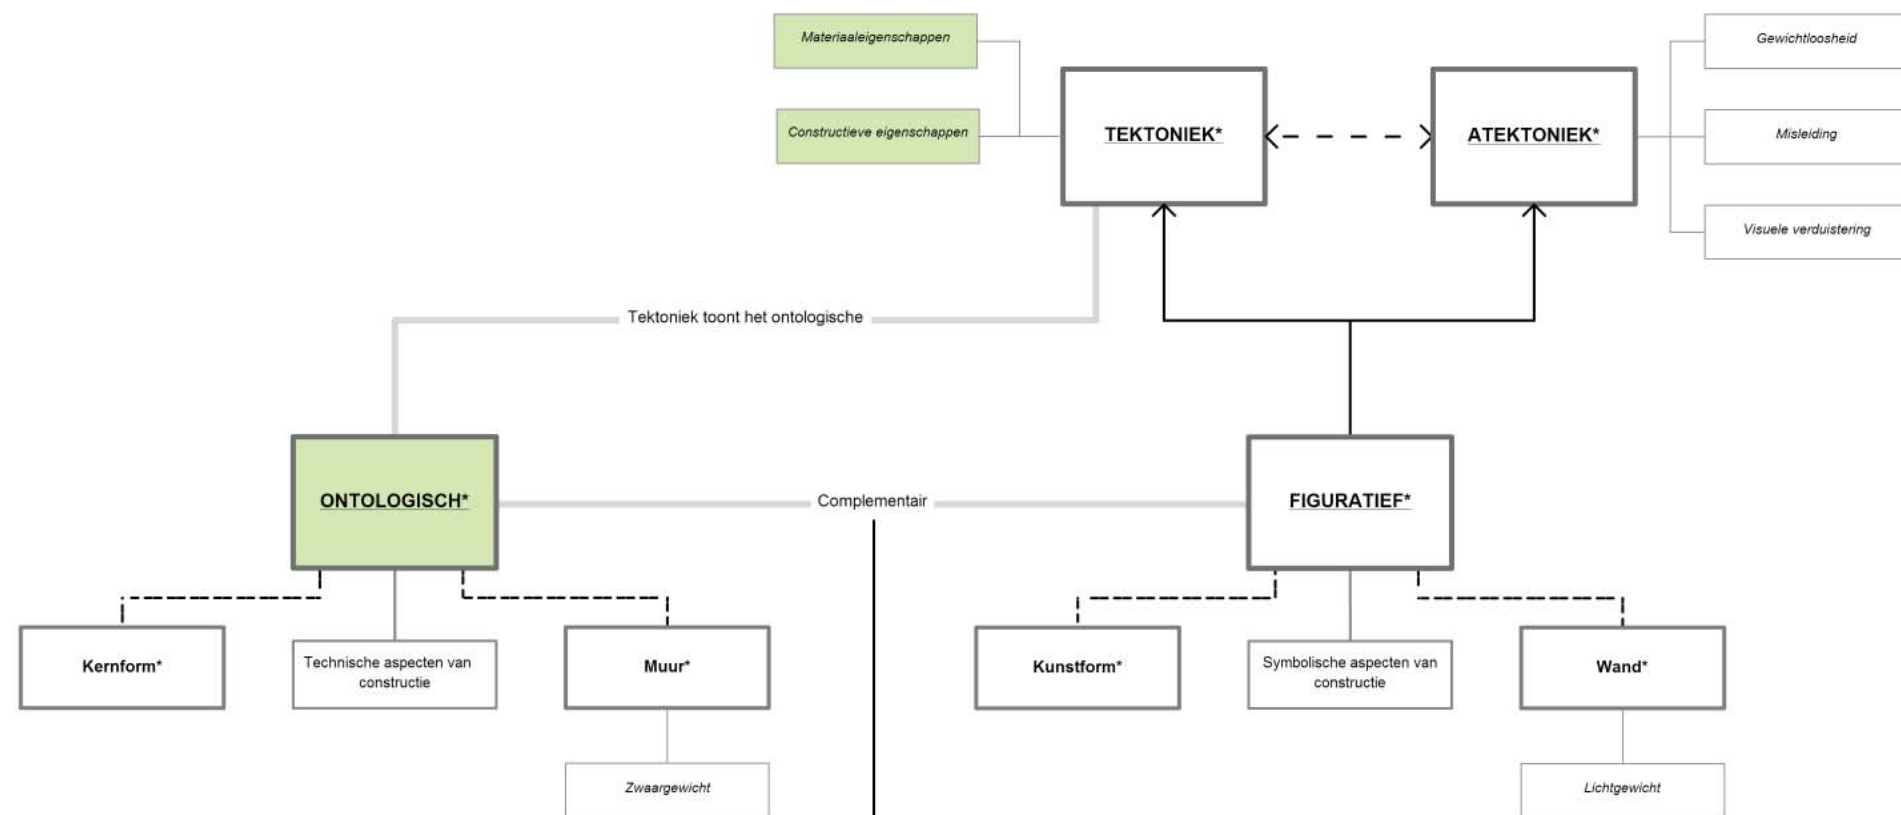 Materiaaleigenschappen
Gewichtloosheid
Constructieve eigenschappen
TEKTONIEK*
ATEKTONIEK*
Misleiding
Visuele verduistering
Tektoniek toont het ontologische
ONTOLOGISCH*
Complementair
FIGURATIEF*
Kernform*
Technische aspecten van
constructie
Muur*
Kunstform*
Symbolische aspecten van
constructie
Wand*
Zwaargewicht
Lichtgewicht